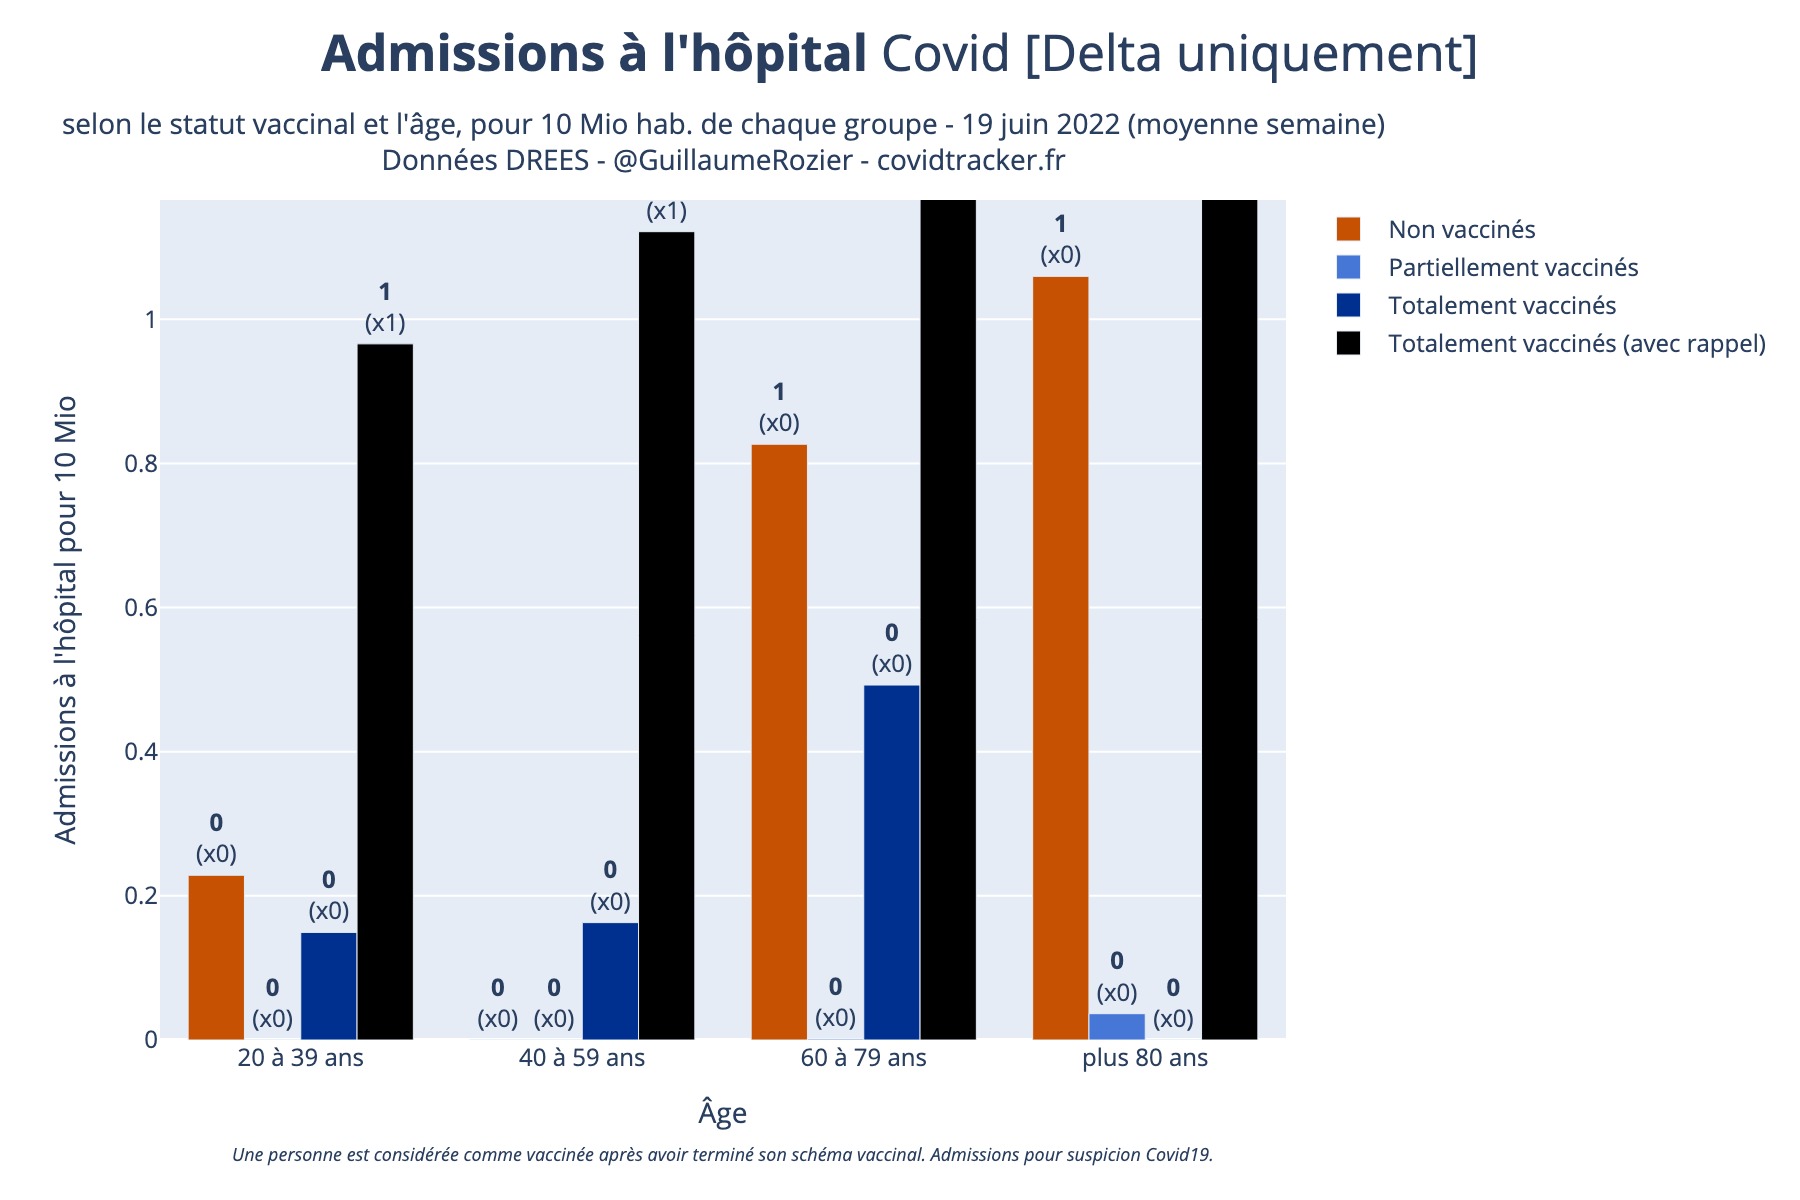 Admissions à l'hôpital Covid [Delta uniquement]
selon le statut vaccinal et l'âge, pour 10 Mio hab. de chaque groupe - 19 juin 2022 (moyenne semaine)
Données DREES - @GuillaumeRozier - covidtracker.fr
Non vaccinés
Partiellement vaccinés
Totalement vaccinés
Totalement vaccinés (avec rappel)
Admissions à l'hôpital pour 10 Mio
1
0.8
0.6
0.4
0.2
0
0
(x0)
0
(x0)
0
(x0)
1
(x1)
0
(x0)
0
(x0)
0
(x0)
(x1)
1
(x0)
0
(x0)
0
(x0)
1
(x0)
0
(x0)
0
(x0)
20 à 39 ans
40 à 59 ans
60 à 79 ans
plus 80 ans
Âge
Une personne est considérée comme vaccinée après avoir terminé son schéma vaccinal. Admissions pour suspicion Covid19.